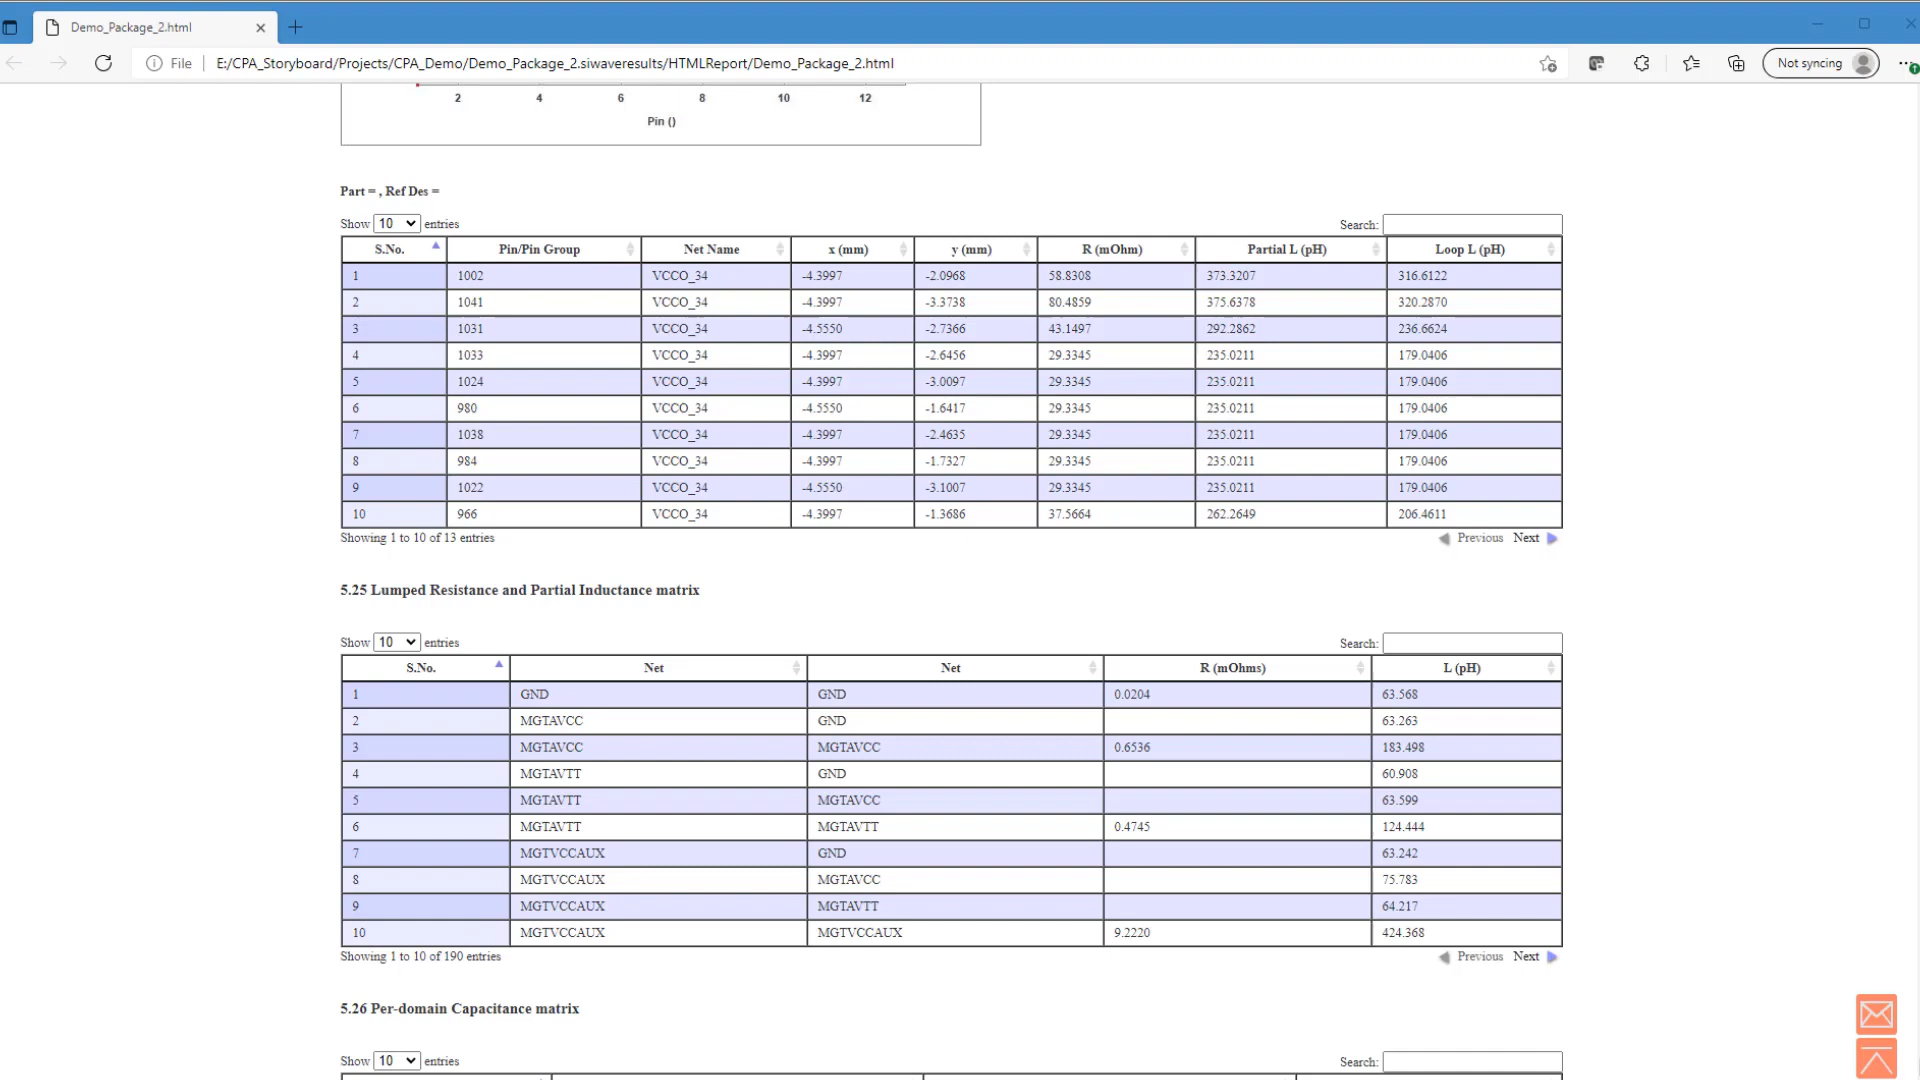 Demo_Package_2.html
File E:/CPA_Storyboard/Projects/CPA_Demo/Demo_Package_2.siwaveresults/HTMLReport/Demo_Package_2.html Not syncing
2 4 6 8 10 12
Pin ()
Part = , Ref Des =
Show 10 entries Search:
S.No. Pin/Pin Group Net Name x (mm) y (mm) R (mOhm) Partial L (pH) Loop L (pH)
1 1002 VCCO_34 -4.3997 -2.0968 58.8308 373.3207 316.6122
2 1041 VCCO_34 -4.3997 -3.3738 80.4859 375.6378 320.2870
3 1031 VCCO_34 -4.5550 -2.7366 43.1497 292.2862 236.6624
4 1033 VCCO_34 -4.3997 -2.6456 29.3345 235.0211 179.0406
5 1024 VCCO_34 -4.3997 -3.0097 29.3345 235.0211 179.0406
6 980 VCCO_34 -4.5550 -1.6417 29.3345 235.0211 179.0406
7 1038 VCCO_34 -4.3997 -2.4635 29.3345 235.0211 179.0406
8 984 VCCO_34 -4.3997 -1.7327 29.3345 235.0211 179.0406
9 1022 VCCO_34 -4.5550 -3.1007 29.3345 235.0211 179.0406
10 966 VCCO_34 -4.3997 -1.3686 37.5664 262.2649 206.4611
Showing 1 to 10 of 13 entries Previous Next
5.25 Lumped Resistance and Partial Inductance matrix
Show 10 entries Search:
S.No. Net Net R (mOhms) L (pH)
1 GND GND 0.0204 63.568
2 MGTAVCC GND 63.263
3 MGTAVCC MGTAVCC 0.6536 183.498
4 MGTAVTT GND 60.908
5 MGTAVTT MGTAVCC 63.599
6 MGTAVTT MGTAVTT 0.4745 124.444
7 MGTVCCAUX GND 63.242
8 MGTVCCAUX MGTAVCC 75.783
9 MGTVCCAUX MGTAVTT 64.217
10 MGTVCCAUX MGTVCCAUX 9.2220 424.368
Showing 1 to 10 of 190 entries Previous Next
5.26 Per-domain Capacitance matrix
Show 10 entries Search: